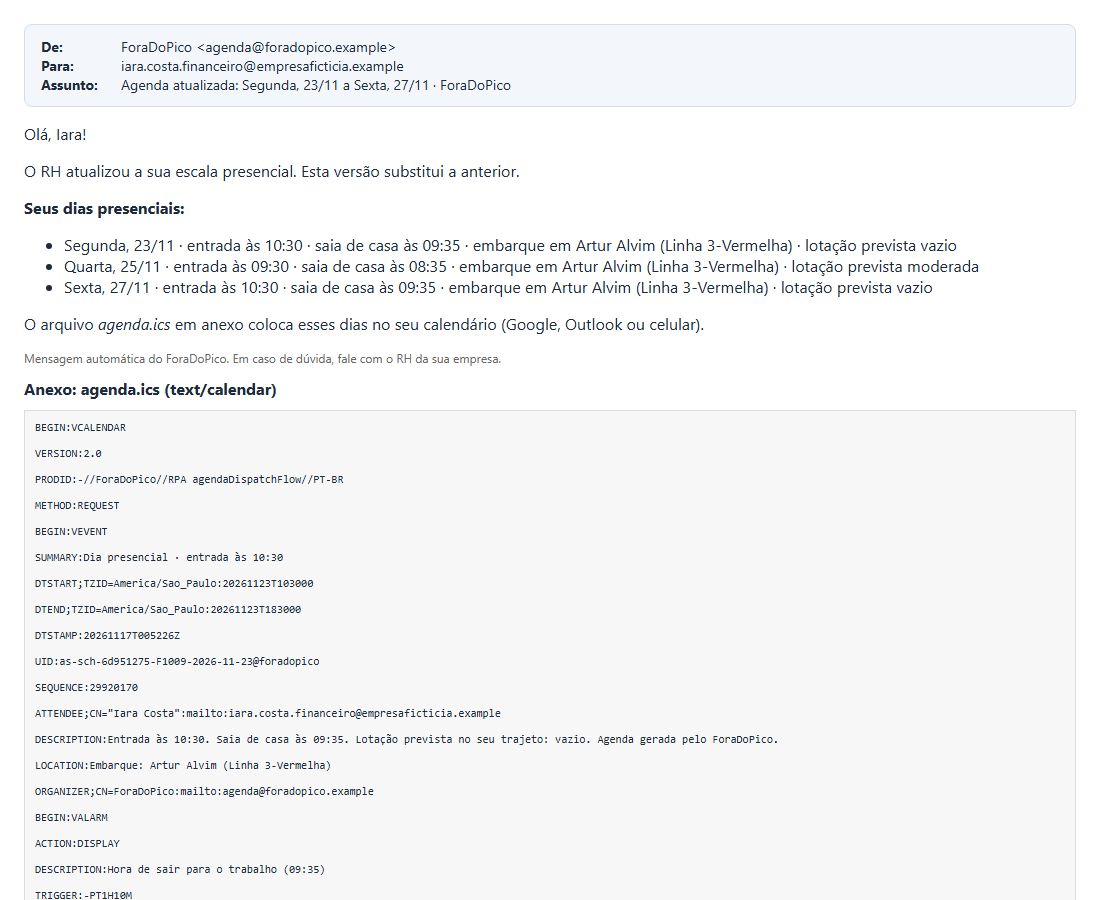 De: ForaDoPico <agenda@foradopico.example>
Para: iara.costa.financeiro@empresaficticia.example
Assunto: Agenda atualizada: Segunda, 23/11 a Sexta, 27/11 · ForaDoPico
Olá, Iara!
O RH atualizou a sua escala presencial. Esta versão substitui a anterior.
Seus dias presenciais:
• Segunda, 23/11 · entrada às 10:30 · saia de casa às 09:35 · embarque em Artur Alvim (Linha 3-Vermelha) · lotação prevista vazio
• Quarta, 25/11 · entrada às 09:30 · saia de casa às 08:35 · embarque em Artur Alvim (Linha 3-Vermelha) · lotação prevista moderada
• Sexta, 27/11 · entrada às 10:30 · saia de casa às 09:35 · embarque em Artur Alvim (Linha 3-Vermelha) · lotação prevista vazio
O arquivo agenda.ics em anexo coloca esses dias no seu calendário (Google, Outlook ou celular).
Mensagem automática do ForaDoPico. Em caso de dúvida, fale com o RH da sua empresa.
Anexo: agenda.ics (text/calendar)
BEGIN:VCALENDAR
VERSION:2.0
PRODID:-//ForaDoPico//RPA agendaDispatchFlow//PT-BR
METHOD:REQUEST
BEGIN:VEVENT
SUMMARY:Dia presencial · entrada às 10:30
DTSTART;TZID=America/Sao_Paulo:20261123T103000
DTEND;TZID=America/Sao_Paulo:20261123T183000
DTSTAMP:20261117T005226Z
UID:as-sch-6d951275-F1009-2026-11-23@foradopico
SEQUENCE:29920170
ATTENDEE;CN="Iara Costa":mailto:iara.costa.financeiro@empresaficticia.example
DESCRIPTION:Entrada às 10:30. Saia de casa às 09:35. Lotação prevista no seu trajeto: vazio. Agenda gerada pelo ForaDoPico.
LOCATION:Embarque: Artur Alvim (Linha 3-Vermelha)
ORGANIZER;CN=ForaDoPico:mailto:agenda@foradopico.example
BEGIN:VALARM
ACTION:DISPLAY
DESCRIPTION:Hora de sair para o trabalho (09:35)
TRIGGER:-PT1H10M